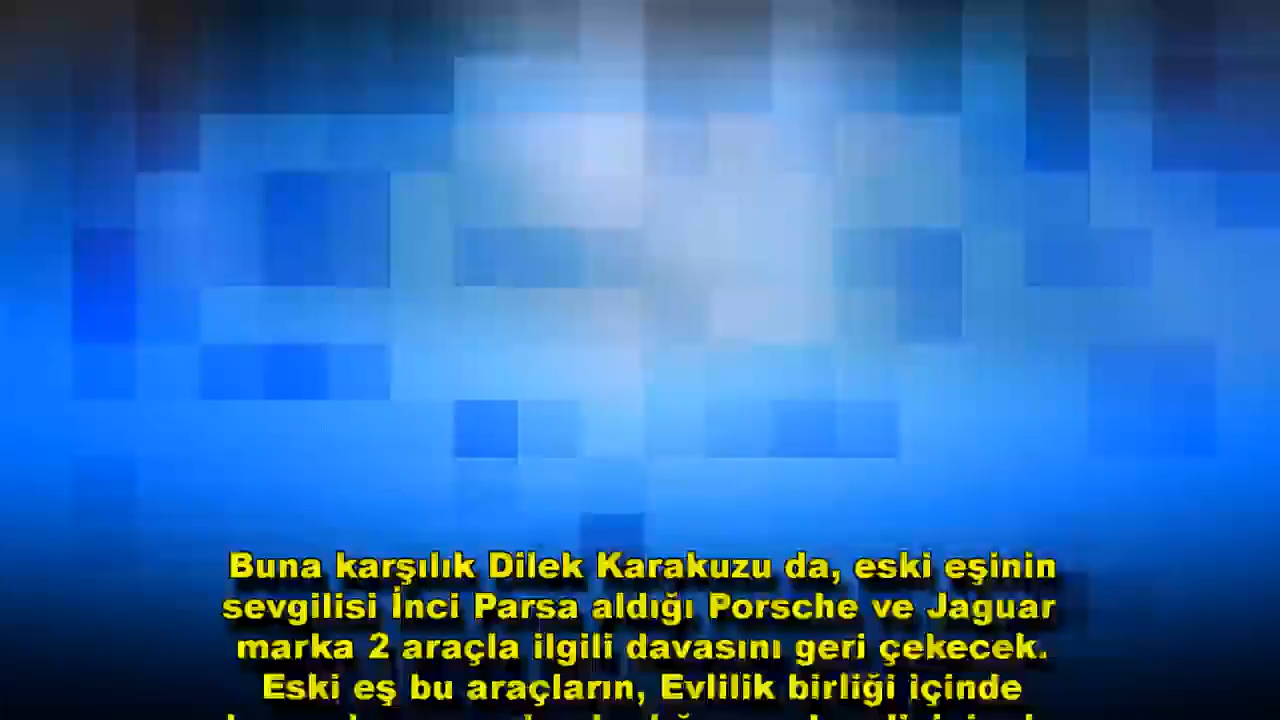 Buna karşılık Dilek Karakuzu da, eski eşinin
sevgilisi İnci Parsa aldığı Porsche ve Jaguar
marka 2 araçla ilgili davasını geri çekecek.
Eski eş bu araçların, Evlilik birliği içinde